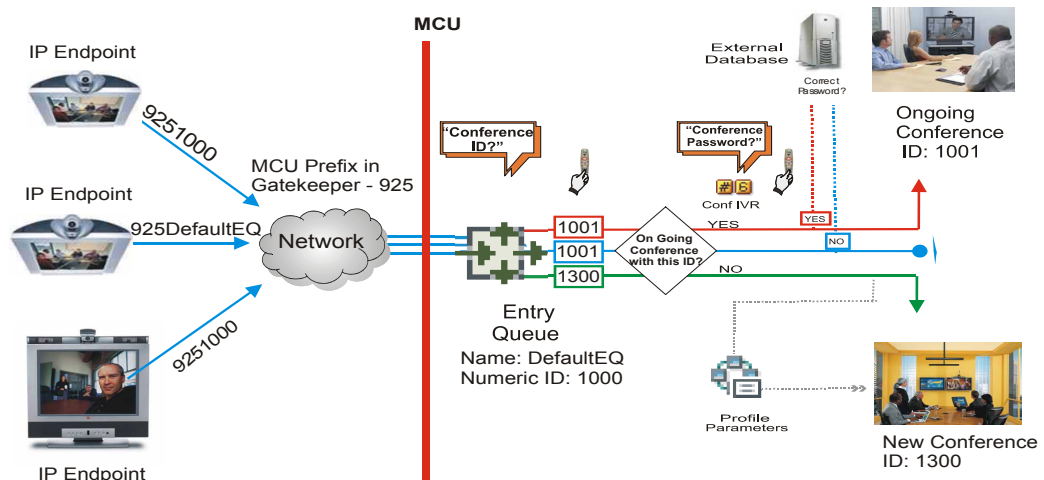 MCU
IP Endpoint
9251000
MCU Prefix in
Gatekeeper - 925
IP Endpoint
925DefaultEQ
Network
9251000
IP Endpoint
"Conference
ID?"
"Conference
Password?"
# 6
Conf IVR
External
Database
Correct
Password?
Ongoing
Conference
ID: 1001
1001
1001
1300
On Going
Conference
with this ID?
YES
YES
NO
NO
Entry
Queue
Name: DefaultEQ
Numeric ID: 1000
Profile
Parameters
New Conference
ID: 1300